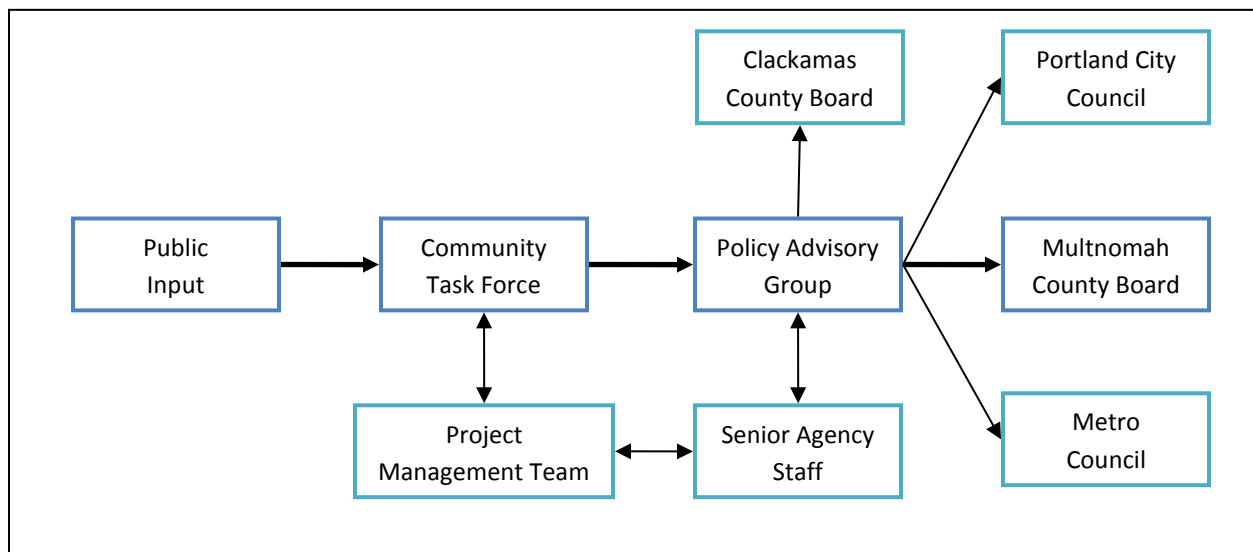 Clackamas
County Board
Portland City
Council
Public
Input
Community
Task Force
Policy Advisory
Group
Multnomah
County Board
Project
Management Team
Senior Agency
Staff
Metro
Council